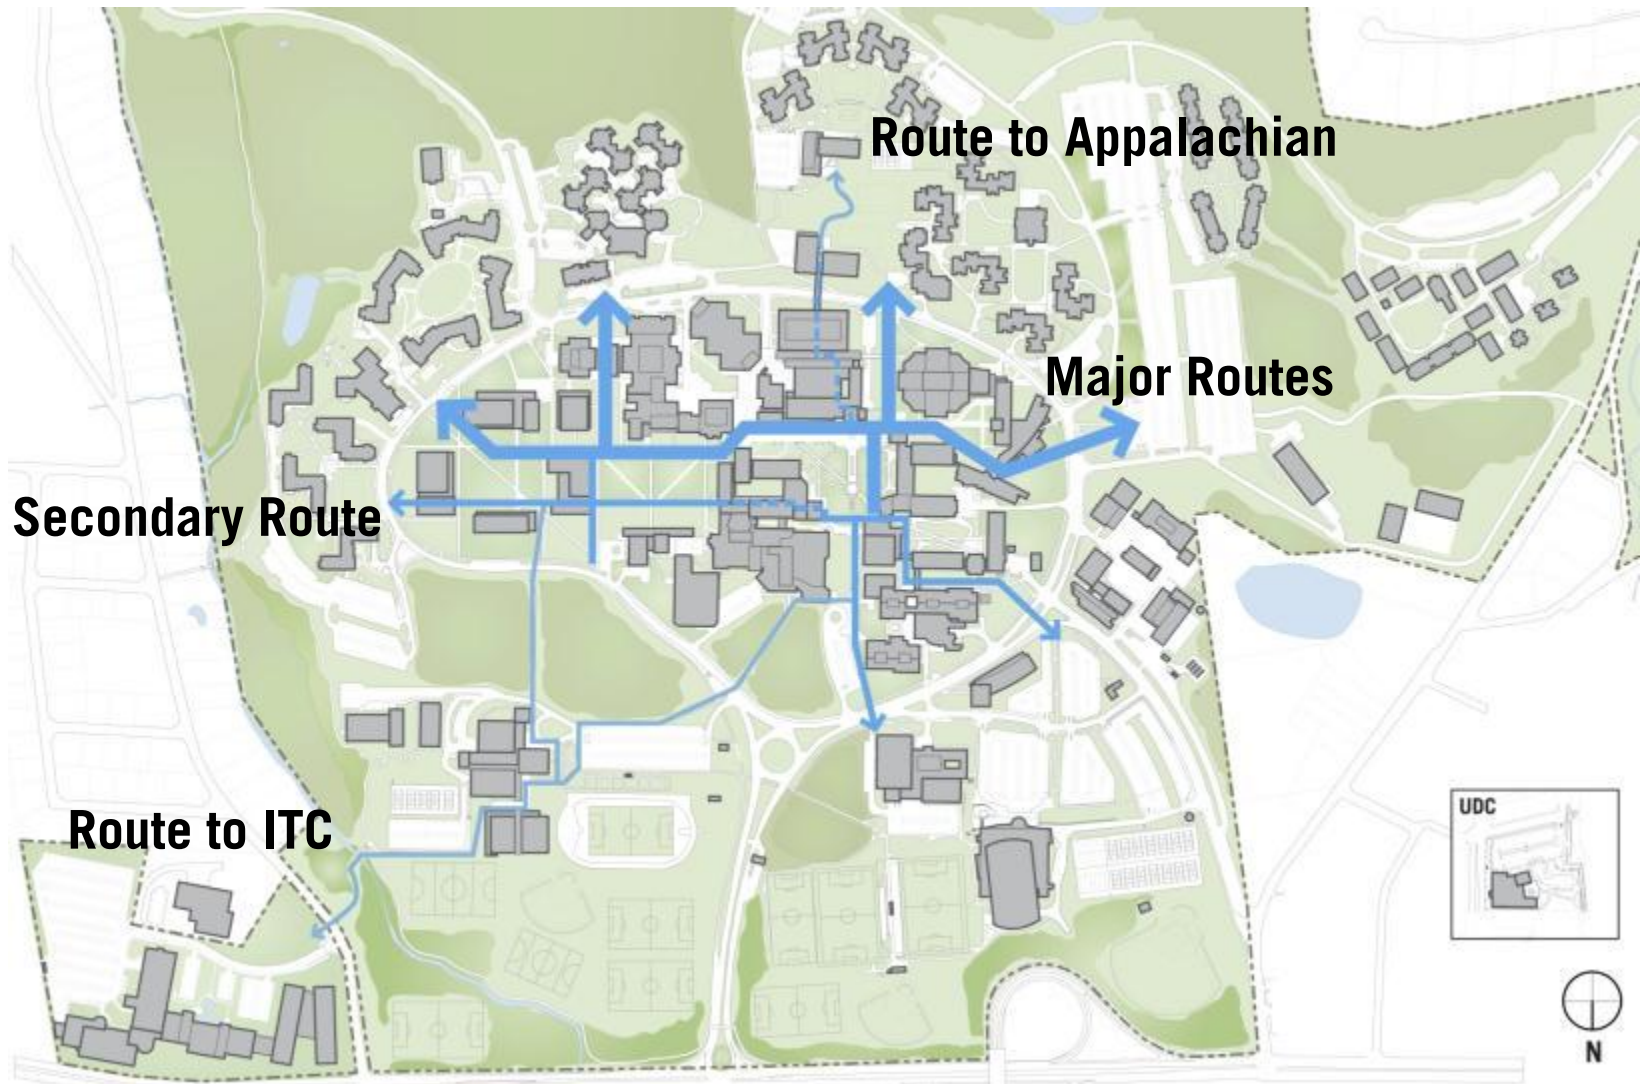 Route to Appalachian
Major Routes
Secondary Route
Route to ITC
UDC
N